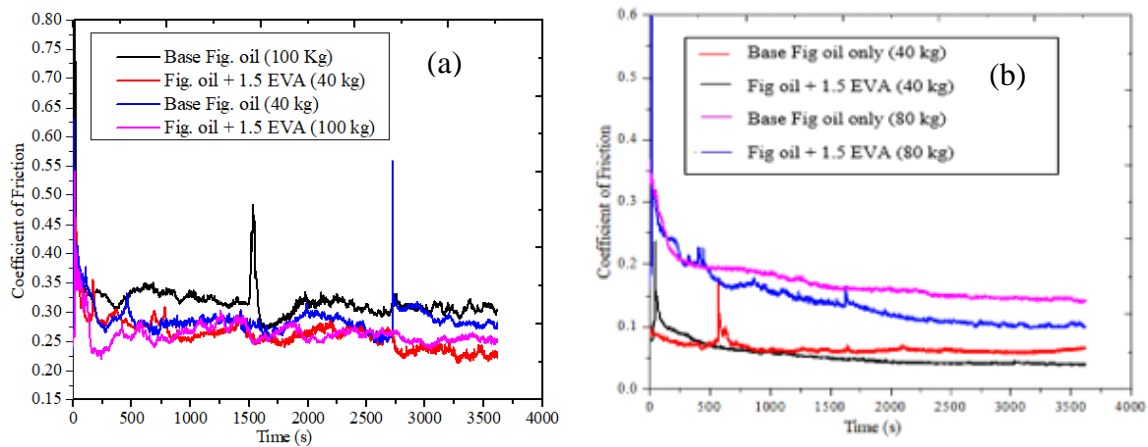 0.80
0.75
0.70
0.65
0.60
0.55
0.50
0.45
0.40
0.35
0.30
0.25
0.20
0.15
Coefficient of Friction
Base Fig. oil (100 Kg)
Fig. oil + 1.5 EVA (40 kg)
Base Fig. oil (40 kg)
Fig. oil + 1.5 EVA (100 kg)
(a)
0 500 1000 1500 2000 2500 3000 3500 4000
Time (s)
0.6
0.5
0.4
0.3
0.2
0.1
0.0
Coefficient of Friction
Base Fig oil only (40 kg)
Fig oil + 1.5 EVA (40 kg)
Base Fig oil only (80 kg)
Fig oil + 1.5 EVA (80 kg)
(b)
0 500 1000 1500 2000 2500 3000 3500 4000
Time (s)